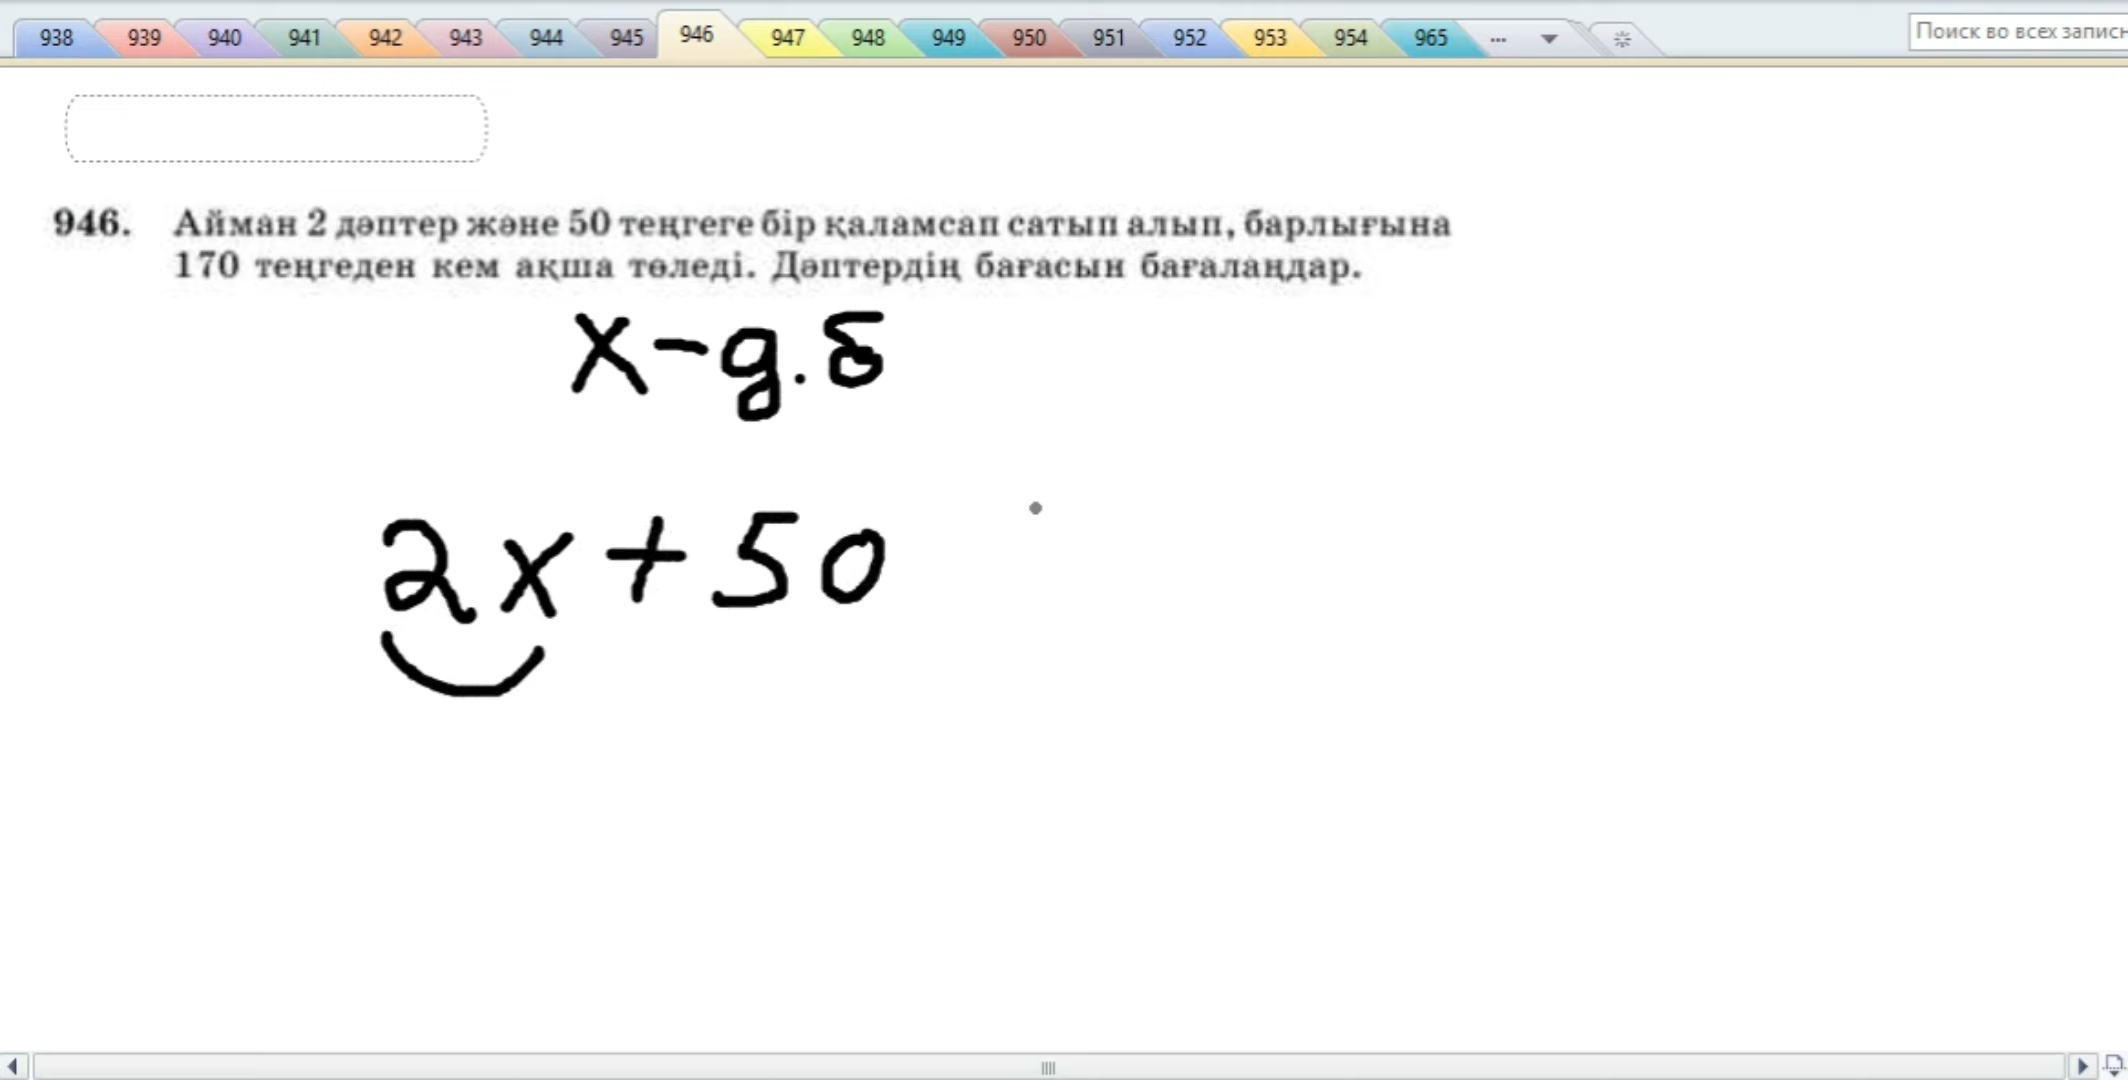 938 939 940 941 942 943 944 945 946 947 948 949 950 951 952 953 954 965 ...
Поиск во всех запися
946. Айман 2 дәптер және 50 теңгеге бір қаламсап сатып алып, барлығына
170 теңгеден кем ақша төледі. Дәптердің бағасын бағалаңдар.
x - д. б
2x + 50